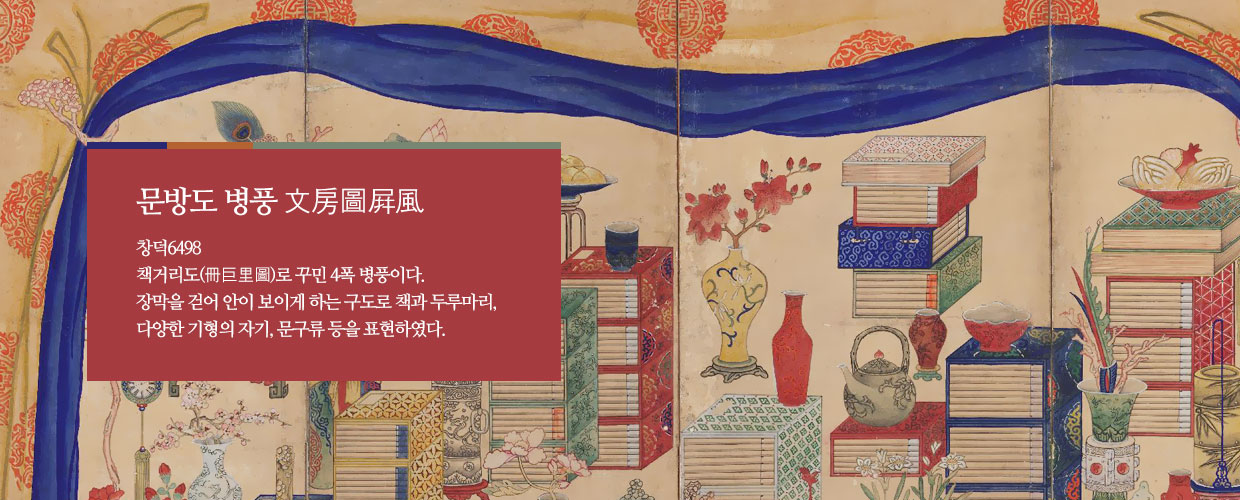 문방도 병풍 文房圖屛風
창덕6498
책거리도(冊巨里圖)로 꾸민 4폭 병풍이다.
장막을 걷어 안이 보이게 하는 구도로 책과 두루마리,
다양한 기형의 자기, 문구류 등을 표현하였다.